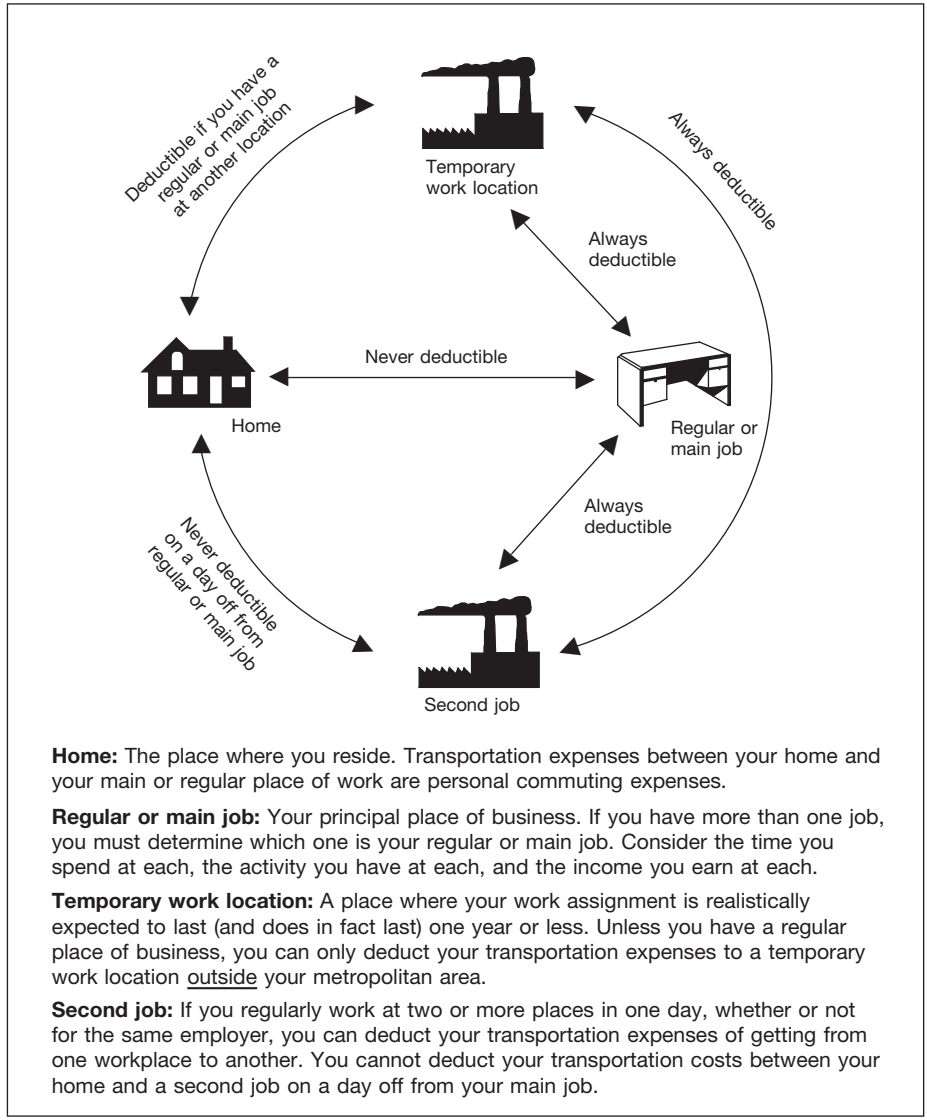 Deductible if you have a
regular or main job
at another location
Temporary
work location
Always deductible
Always
deductible
Never deductible
Home
Regular or
main job
Always
deductible
Never deductible
on a day off from
regular or main job
Second job
Home: The place where you reside. Transportation expenses between your home and
your main or regular place of work are personal commuting expenses.
Regular or main job: Your principal place of business. If you have more than one job,
you must determine which one is your regular or main job. Consider the time you
spend at each, the activity you have at each, and the income you earn at each.
Temporary work location: A place where your work assignment is realistically
expected to last (and does in fact last) one year or less. Unless you have a regular
place of business, you can only deduct your transportation expenses to a temporary
work location outside your metropolitan area.
Second job: If you regularly work at two or more places in one day, whether or not
for the same employer, you can deduct your transportation expenses of getting from
one workplace to another. You cannot deduct your transportation costs between your
home and a second job on a day off from your main job.